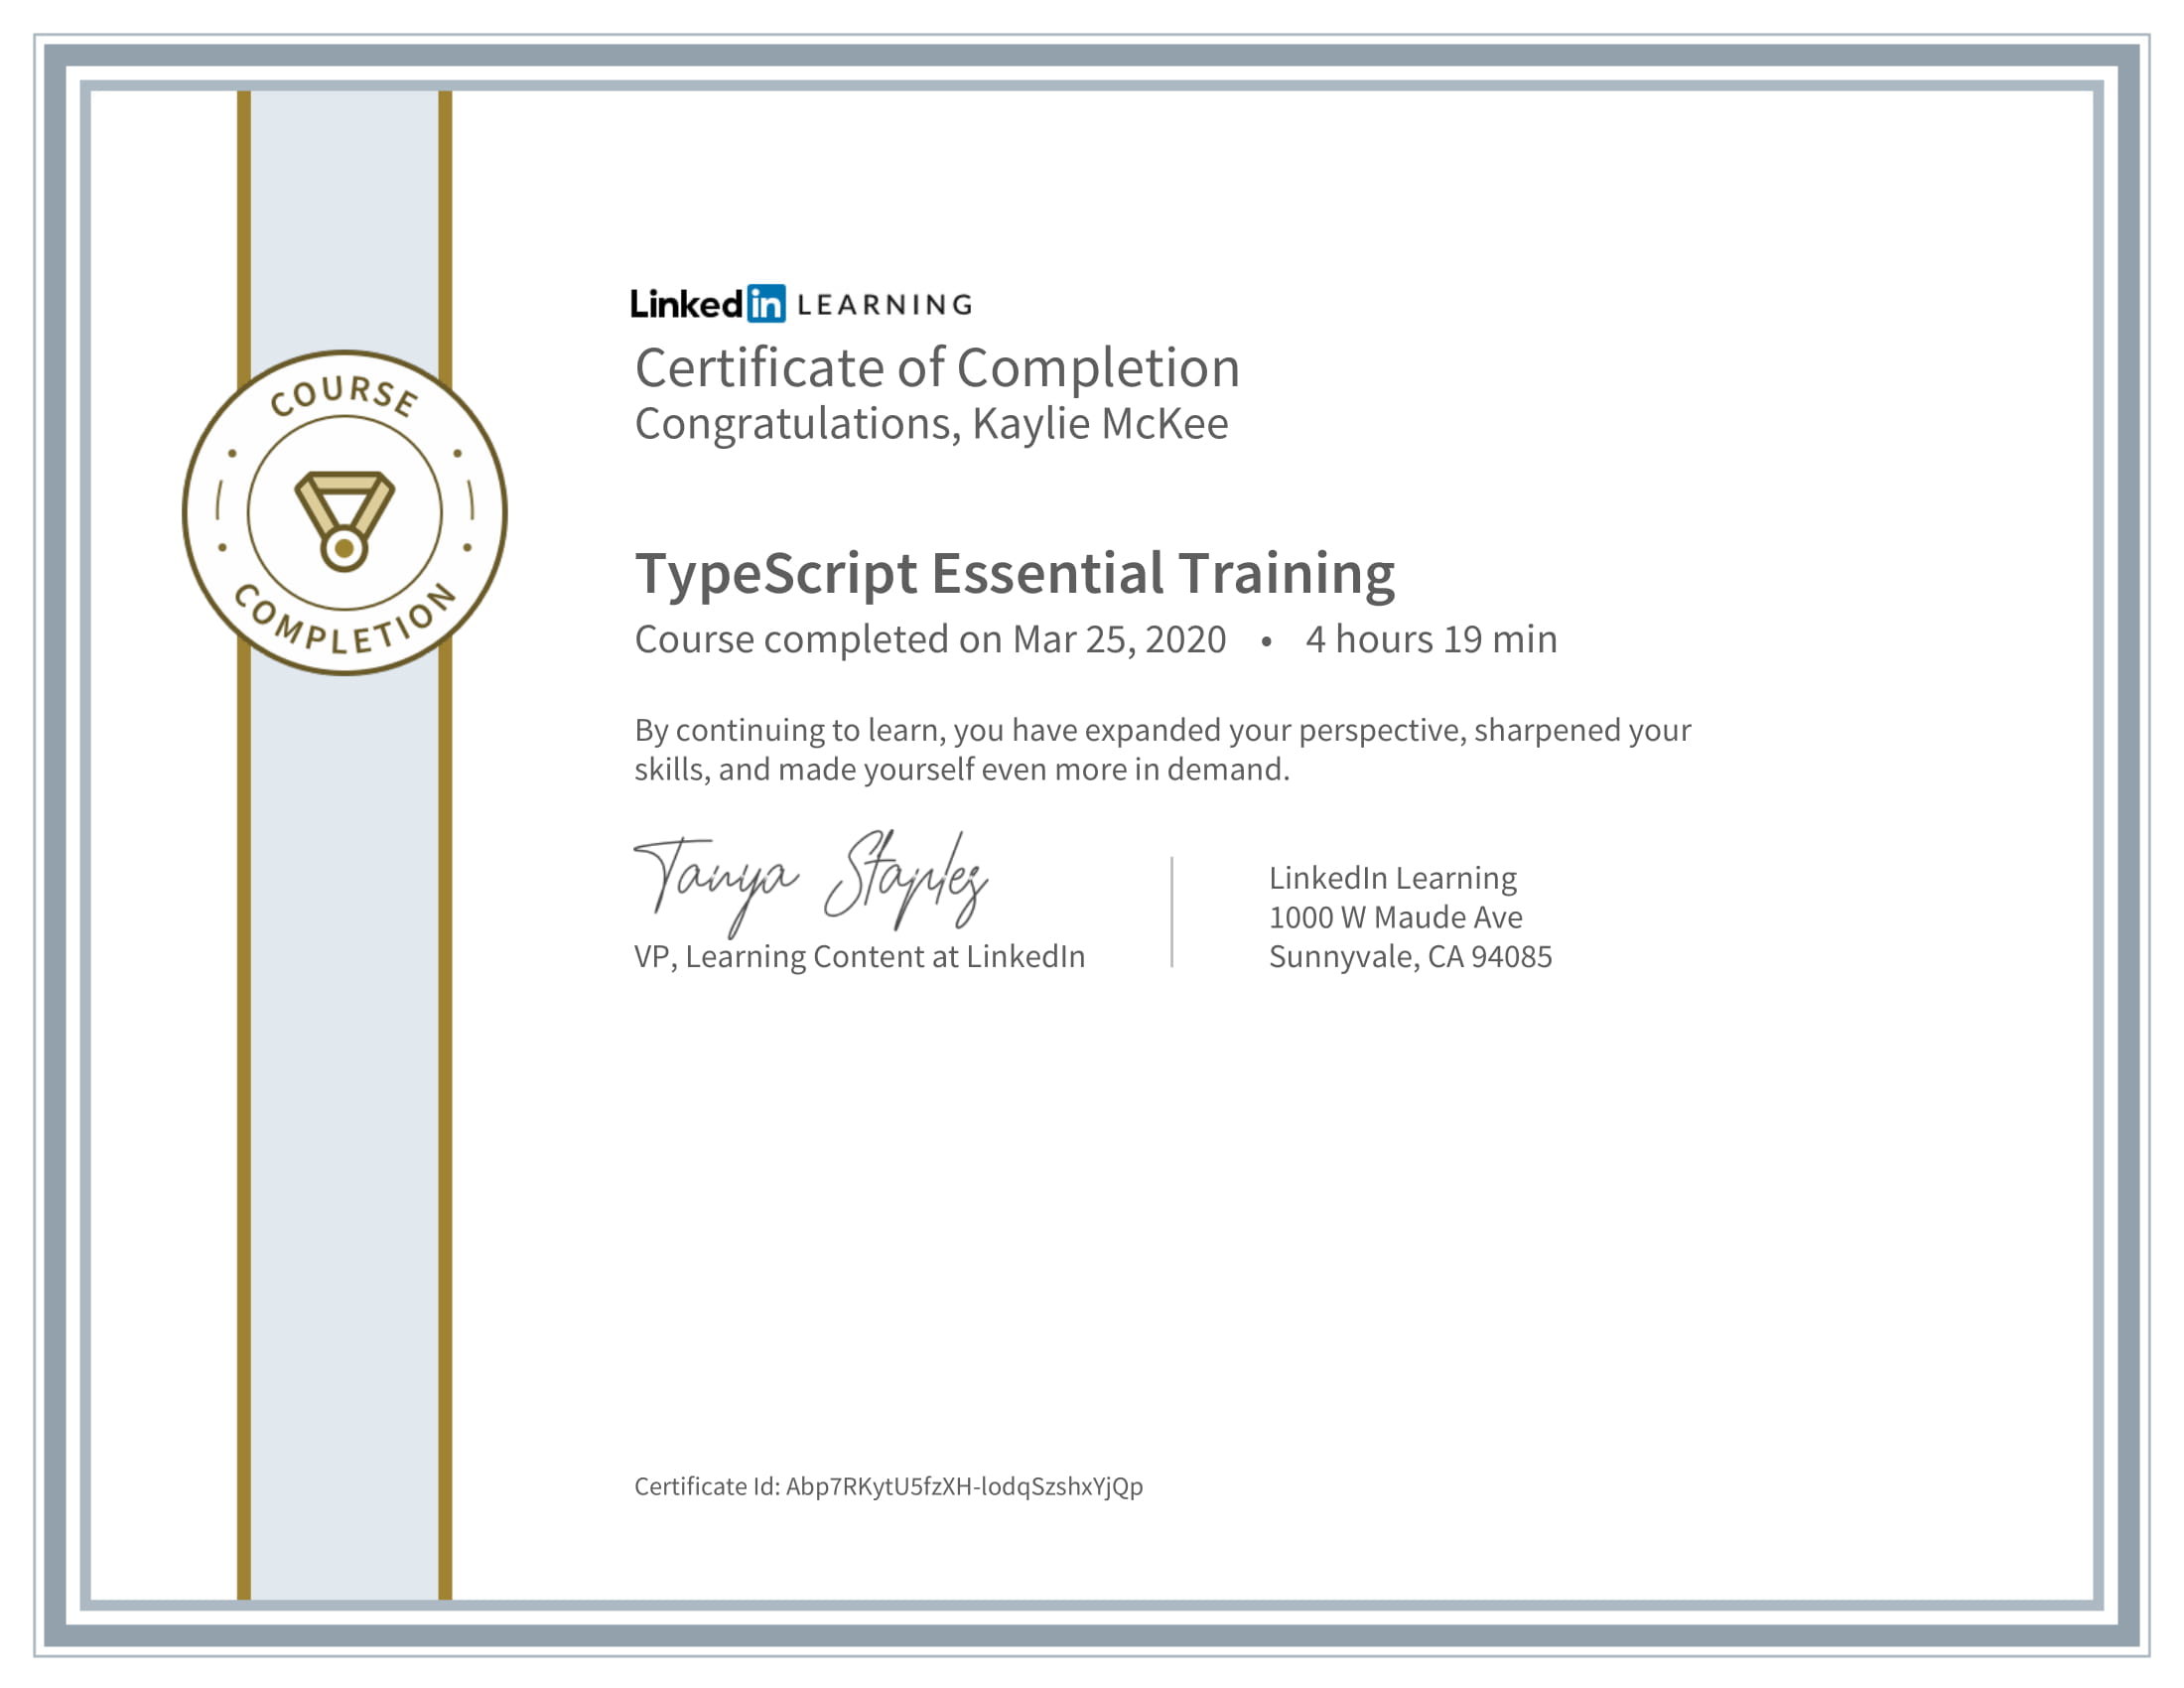 LinkedIn LEARNING
Certificate of Completion
Congratulations, Kaylie McKee
COURSE
COMPLETION
TypeScript Essential Training
Course completed on Mar 25, 2020 • 4 hours 19 min
By continuing to learn, you have expanded your perspective, sharpened your
skills, and made yourself even more in demand.
Tanya Staples
VP, Learning Content at LinkedIn
LinkedIn Learning
1000 W Maude Ave
Sunnyvale, CA 94085
Certificate Id: Abp7RKytU5fzXH-lodqSzshxYjQp